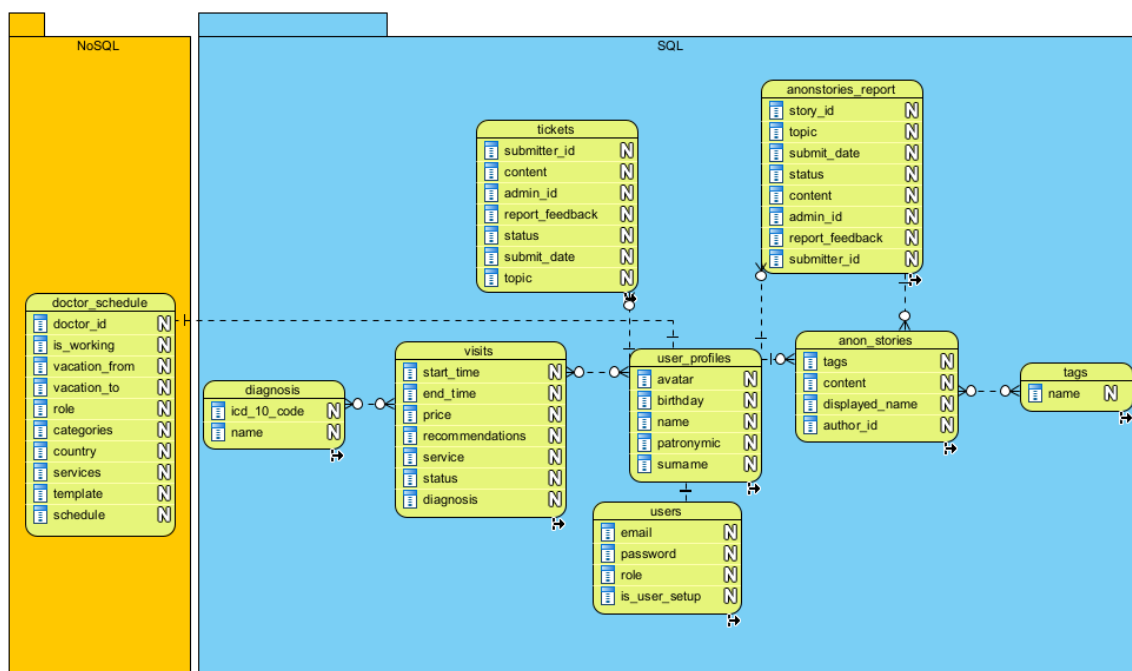 NoSQL
doctor_schedule
doctor_id
is_working
vacation_from
vacation_to
role
categories
country
services
template
schedule
SQL
tickets
submitter_id
content
admin_id
report_feedback
status
submit_date
topic
anonstories_report
story_id
topic
submit_date
status
content
admin_id
report_feedback
submitter_id
diagnosis
icd_10_code
name
visits
start_time
end_time
price
recommendations
service
status
diagnosis
user_profiles
avatar
birthday
name
patronymic
surname
anon_stories
tags
content
displayed_name
author_id
tags
name
users
email
password
role
is_user_setup